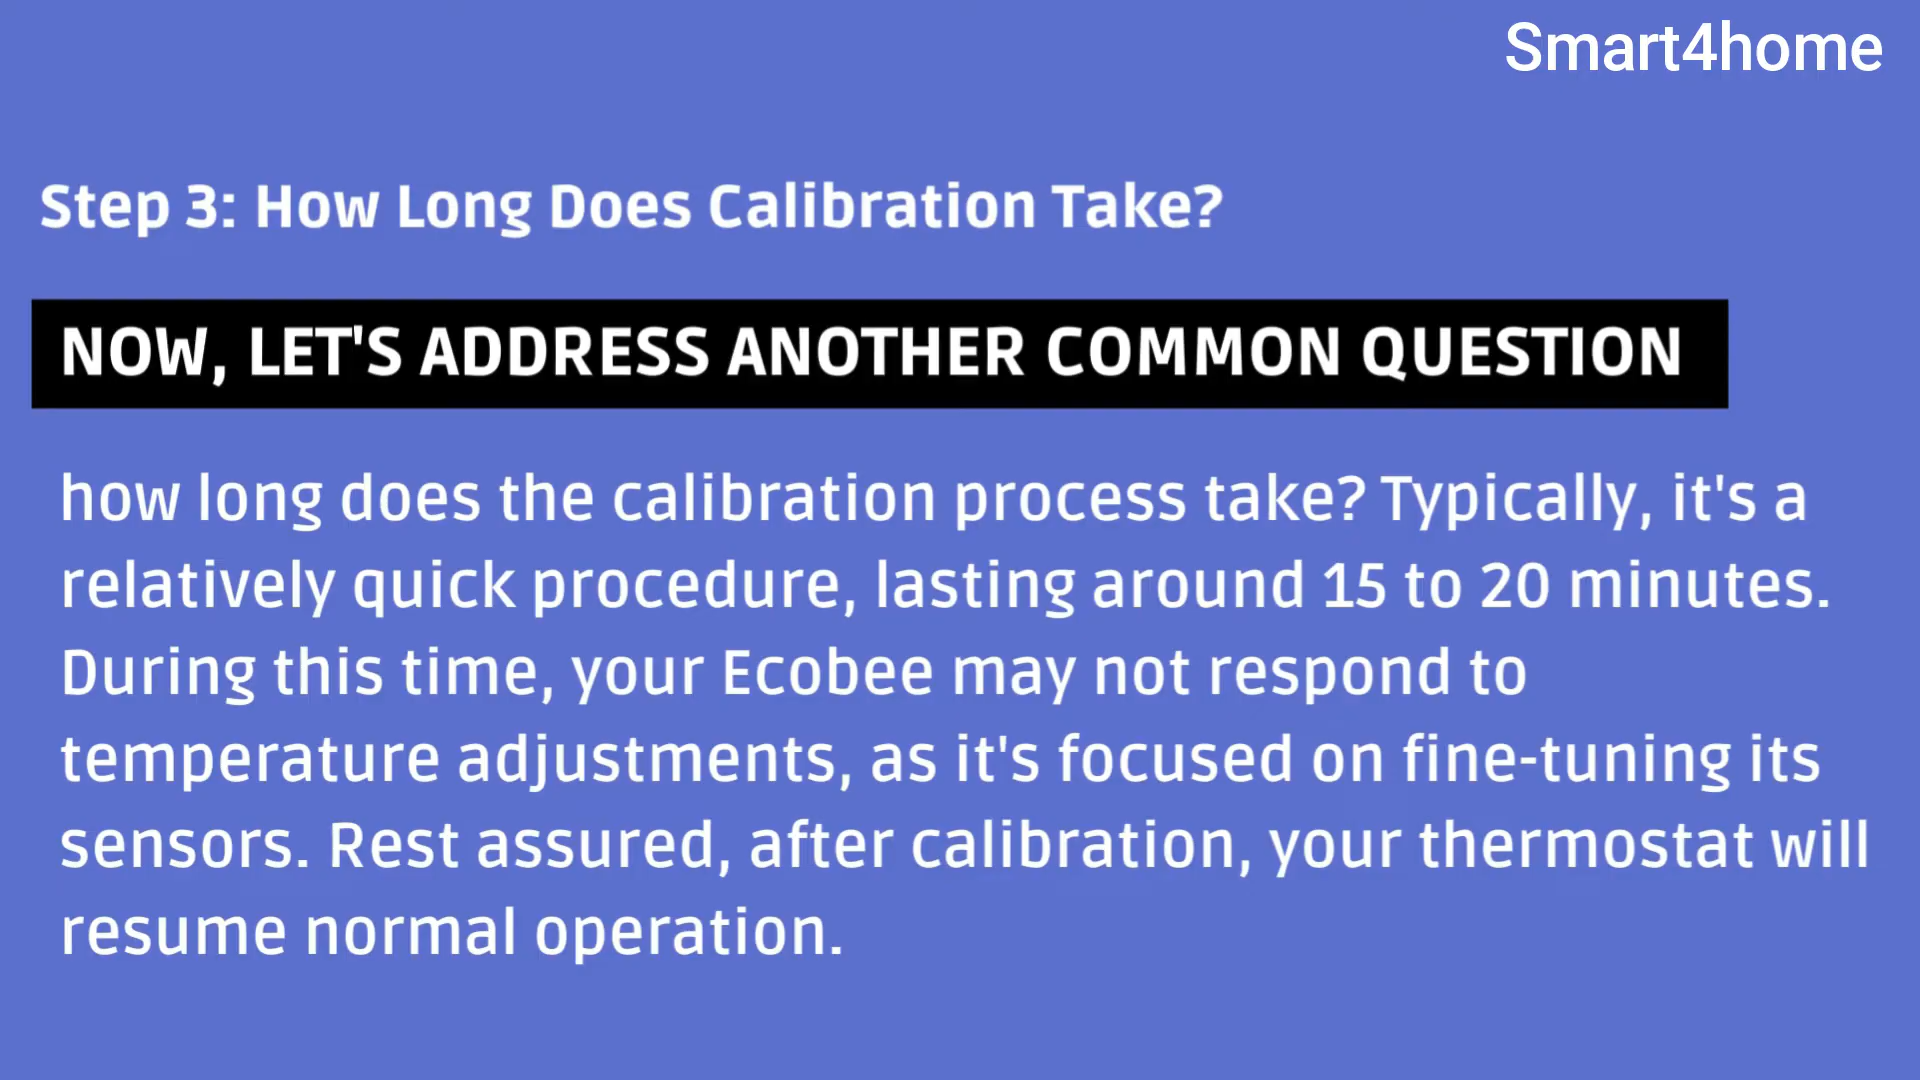 Smart4home
Step 3: How Long Does Calibration Take?
NOW, LET'S ADDRESS ANOTHER COMMON QUESTION
how long does the calibration process take? Typically, it's a
relatively quick procedure, lasting around 15 to 20 minutes.
During this time, your Ecobee may not respond to
temperature adjustments, as it's focused on fine-tuning its
sensors. Rest assured, after calibration, your thermostat will
resume normal operation.